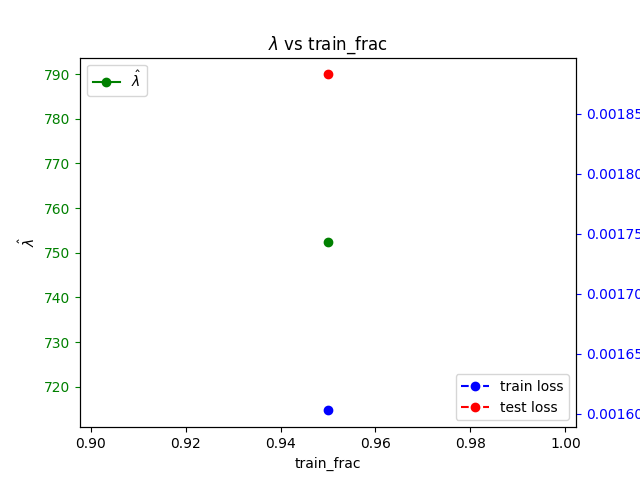 λ vs train_frac
λ̂
790
780
770
760
750
740
730
720
λ̂
0.00185
0.00180
0.00175
0.00170
0.00165
0.00160
train loss
test loss
0.90 0.92 0.94 0.96 0.98 1.00
train_frac